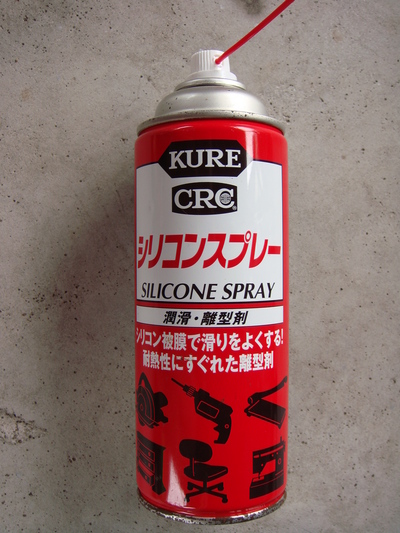 KURE
CRC
シリコンスプレー
SILICONE SPRAY
潤滑・離型剤
シリコン被膜で滑りをよくする!
耐熱性にすぐれた離型剤